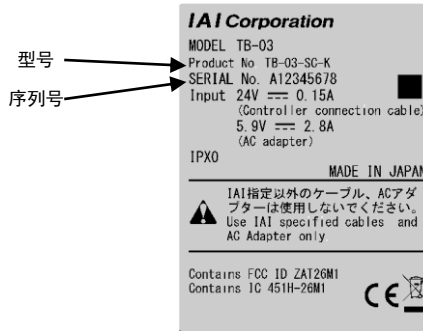 IAI Corporation
MODEL TB-03
型号
Product No TB-03-SC-K
SERIAL No. A12345678
序列号
Input 24V ⎓ 0.15A
(Controller connection cable)
5.9V ⎓ 2.8A
(AC adapter)
IPX0
MADE IN JAPAN
IAI指定以外のケーブル、ACアダ
プターは使用しないでください。
Use IAI specified cables and
AC Adapter only
Contains FCC ID ZAT26M1
Contains IC 451H-26M1
CE